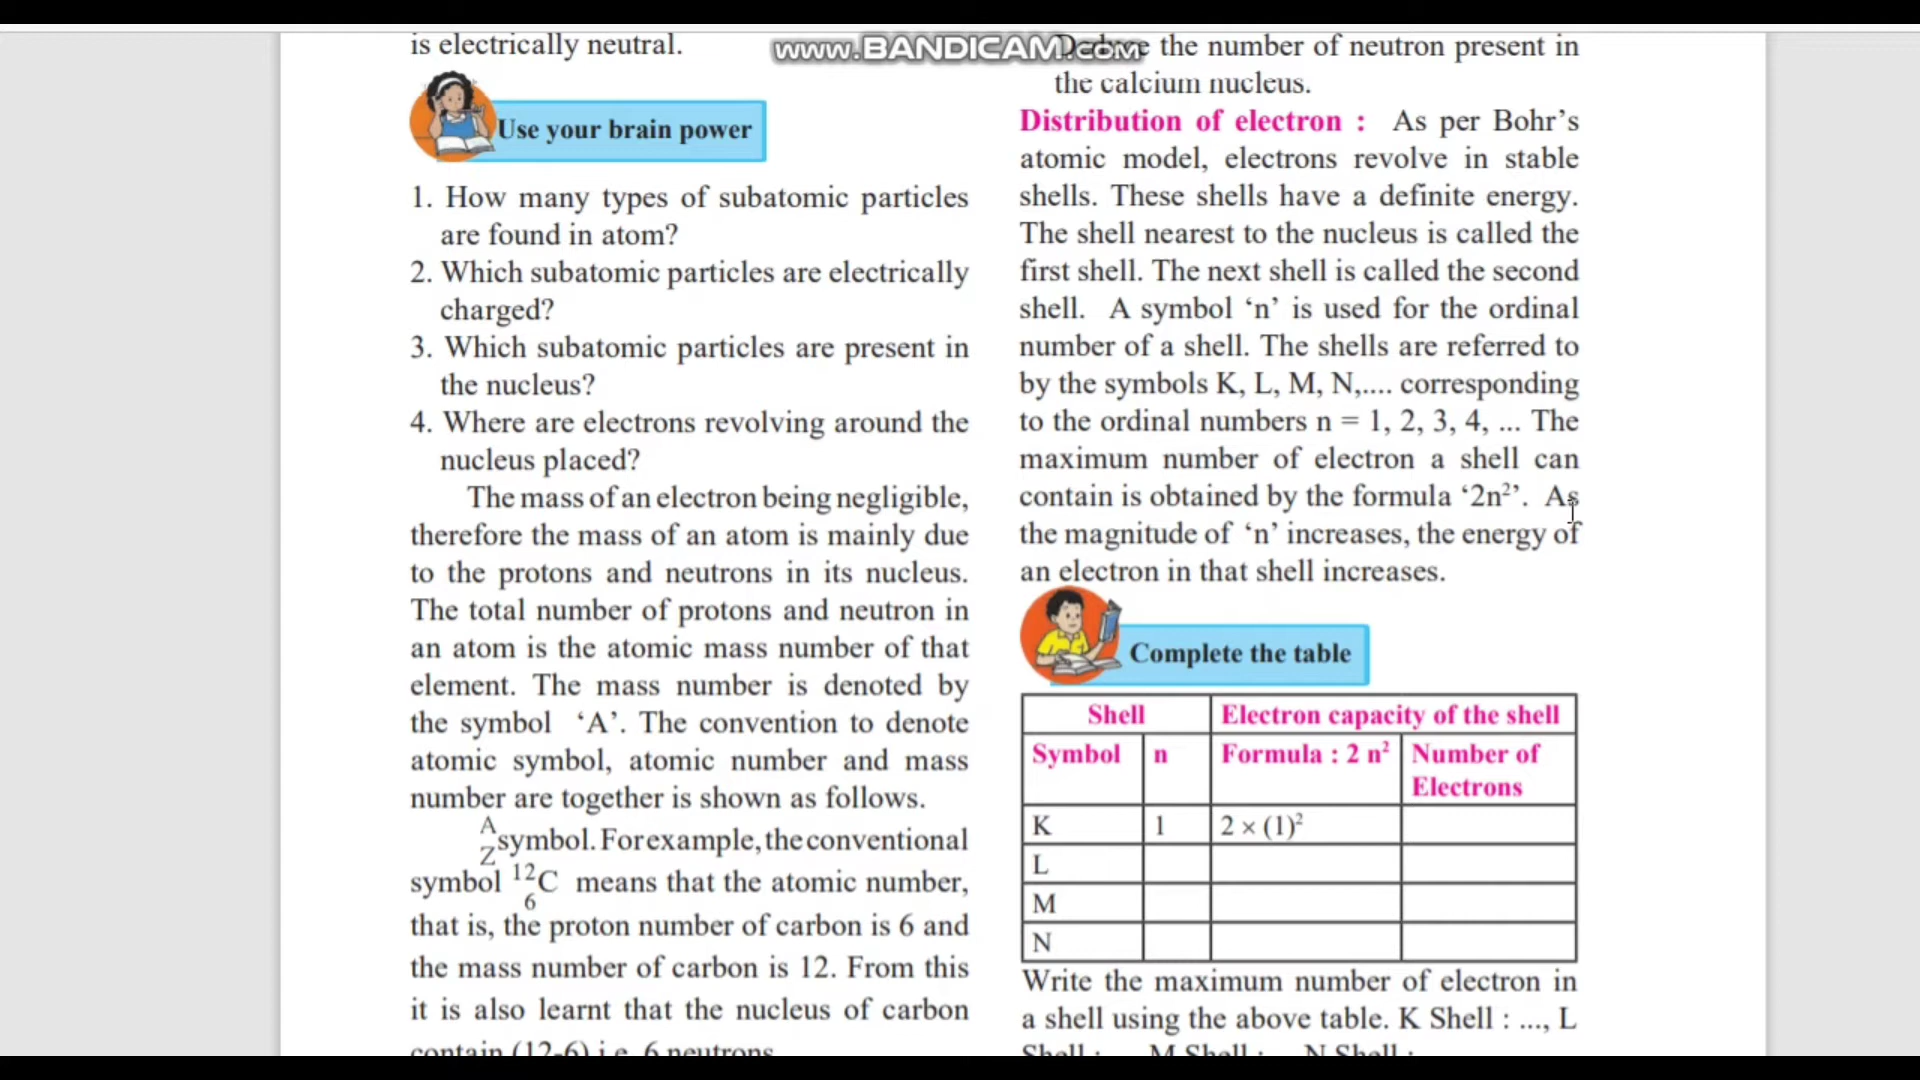 www.BANDICAM.com
is electrically neutral.
Use your brain power
1. How many types of subatomic particles
are found in atom?
2. Which subatomic particles are electrically
charged?
3. Which subatomic particles are present in
the nucleus?
4. Where are electrons revolving around the
nucleus placed?
The mass of an electron being negligible,
therefore the mass of an atom is mainly due
to the protons and neutrons in its nucleus.
The total number of protons and neutron in
an atom is the atomic mass number of that
element. The mass number is denoted by
the symbol ‘A’. The convention to denote
atomic symbol, atomic number and mass
number are together is shown as follows.
A
Z symbol. For example, the conventional
symbol ¹²₆C means that the atomic number,
that is, the proton number of carbon is 6 and
the mass number of carbon is 12. From this
it is also learnt that the nucleus of carbon
contain (12-6) i.e. 6 neutrons
the number of neutron present in
the calcium nucleus.
Distribution of electron : As per Bohr’s
atomic model, electrons revolve in stable
shells. These shells have a definite energy.
The shell nearest to the nucleus is called the
first shell. The next shell is called the second
shell. A symbol ‘n’ is used for the ordinal
number of a shell. The shells are referred to
by the symbols K, L, M, N,.... corresponding
to the ordinal numbers n = 1, 2, 3, 4, ... The
maximum number of electron a shell can
contain is obtained by the formula ‘2n²’. As
the magnitude of ‘n’ increases, the energy of
an electron in that shell increases.
Complete the table
Shell Electron capacity of the shell
Symbol n Formula : 2 n² Number of
Electrons
K 1 2 × (1)²
L
M
N
Write the maximum number of electron in
a shell using the above table. K Shell : ..., L
Shell : M Shell : N Shell :